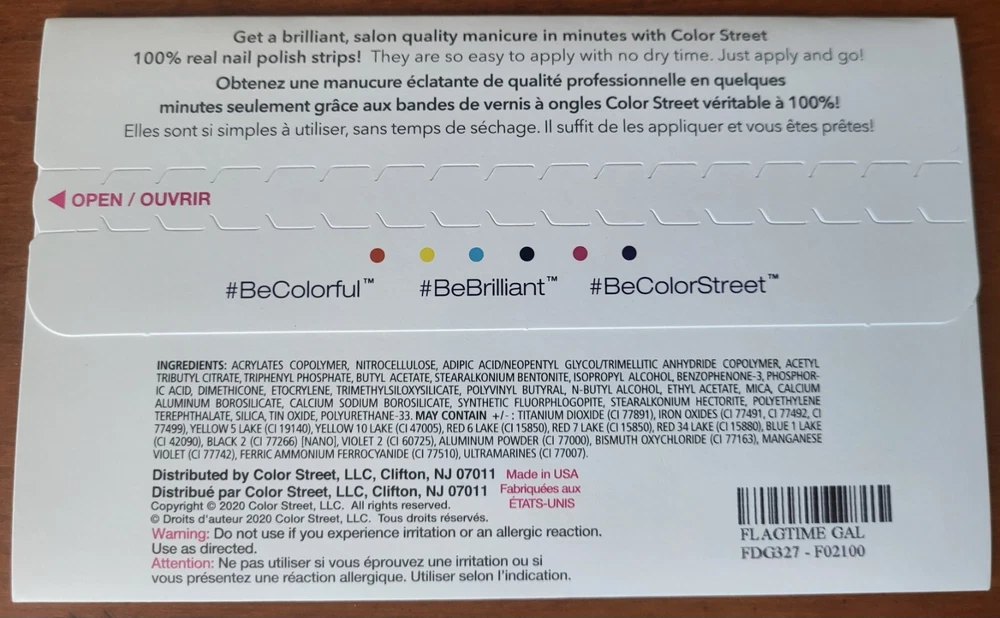 Get a brilliant, salon quality manicure in minutes with Color Street
100% real nail polish strips! They are so easy to apply with no dry time. Just apply and go!
Obtenez une manucure éclatante de qualité professionnelle en quelques
minutes seulement grâce aux bandes de vernis à ongles Color Street véritable à 100%!
Elles sont si simples à utiliser, sans temps de séchage. Il suffit de les appliquer et vous êtes prêtes!
OPEN / OUVRIR
#BeColorful™ #BeBrilliant™ #BeColorStreet™
INGREDIENTS: ACRYLATES COPOLYMER, NITROCELLULOSE, ADIPIC ACID/NEOPENTYL GLYCOL/TRIMELLITIC ANHYDRIDE COPOLYMER, ACETYL
TRIBUTYL CITRATE, TRIPHENYL PHOSPHATE, BUTYL ACETATE, STEARALKONIUM BENTONITE, ISOPROPYL ALCOHOL, BENZOPHENONE-3, PHOSPHOR-
IC ACID, DIMETHICONE, ETOCRYLENE, TRIMETHYLSILOXYSILICATE, POLYVINYL BUTYRAL, N-BUTYL ALCOHOL, ETHYL ACETATE, MICA, CALCIUM
ALUMINUM BOROSILICATE, CALCIUM SODIUM BOROSILICATE, SYNTHETIC FLUORPHLOGOPITE, STEARALKONIUM HECTORITE, POLYETHYLENE
TEREPHTHALATE, SILICA, TIN OXIDE, POLYURETHANE-33. MAY CONTAIN +/- : TITANIUM DIOXIDE (CI 77891), IRON OXIDES (CI 77491, CI 77492, CI
77499), YELLOW 5 LAKE (CI 19140), YELLOW 10 LAKE (CI 47005), RED 6 LAKE (CI 15850), RED 7 LAKE (CI 15850), RED 34 LAKE (CI 15880), BLUE 1 LAKE
(CI 42090), BLACK 2 (CI 77266) [NANO], VIOLET 2 (CI 60725), ALUMINUM POWDER (CI 77000), BISMUTH OXYCHLORIDE (CI 77163), MANGANESE
VIOLET (CI 77742), FERRIC AMMONIUM FERROCYANIDE (CI 77510), ULTRAMARINES (CI 77007).
Distributed by Color Street, LLC, Clifton, NJ 07011 Made in USA
Distribué par Color Street, LLC, Clifton, NJ 07011 Fabriquées aux
Copyright © 2020 Color Street, LLC. All rights reserved. ÉTATS-UNIS
© Droits d'auteur 2020 Color Street, LLC. Tous droits réservés.
Warning: Do not use if you experience irritation or an allergic reaction.
Use as directed.
Attention: Ne pas utiliser si vous éprouvez une irritation ou si
vous présentez une réaction allergique. Utiliser selon l'indication.
FLAGTIME GAL
FDG327 - F02100